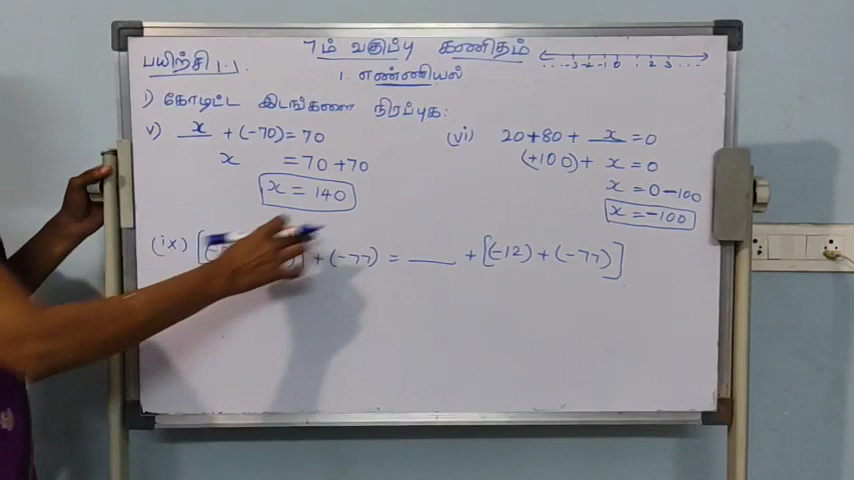 7ம் வகுப்பு கணிதம்
பயிற்சி 1.1
1. எண்ணியல்
...-3 -2 -1 0 1 2 3 ...
i) கோடிட்ட இடங்களை நிரப்புக:
v) x + (-70) = 70
x = 70 + 70
x = 140
(vi) 20 + 80 + x = 0
(+100) + x = 0
x = 0 - 100
x = -100
(ix) [ + (-77) = ____ + [(-12) + (-77)]